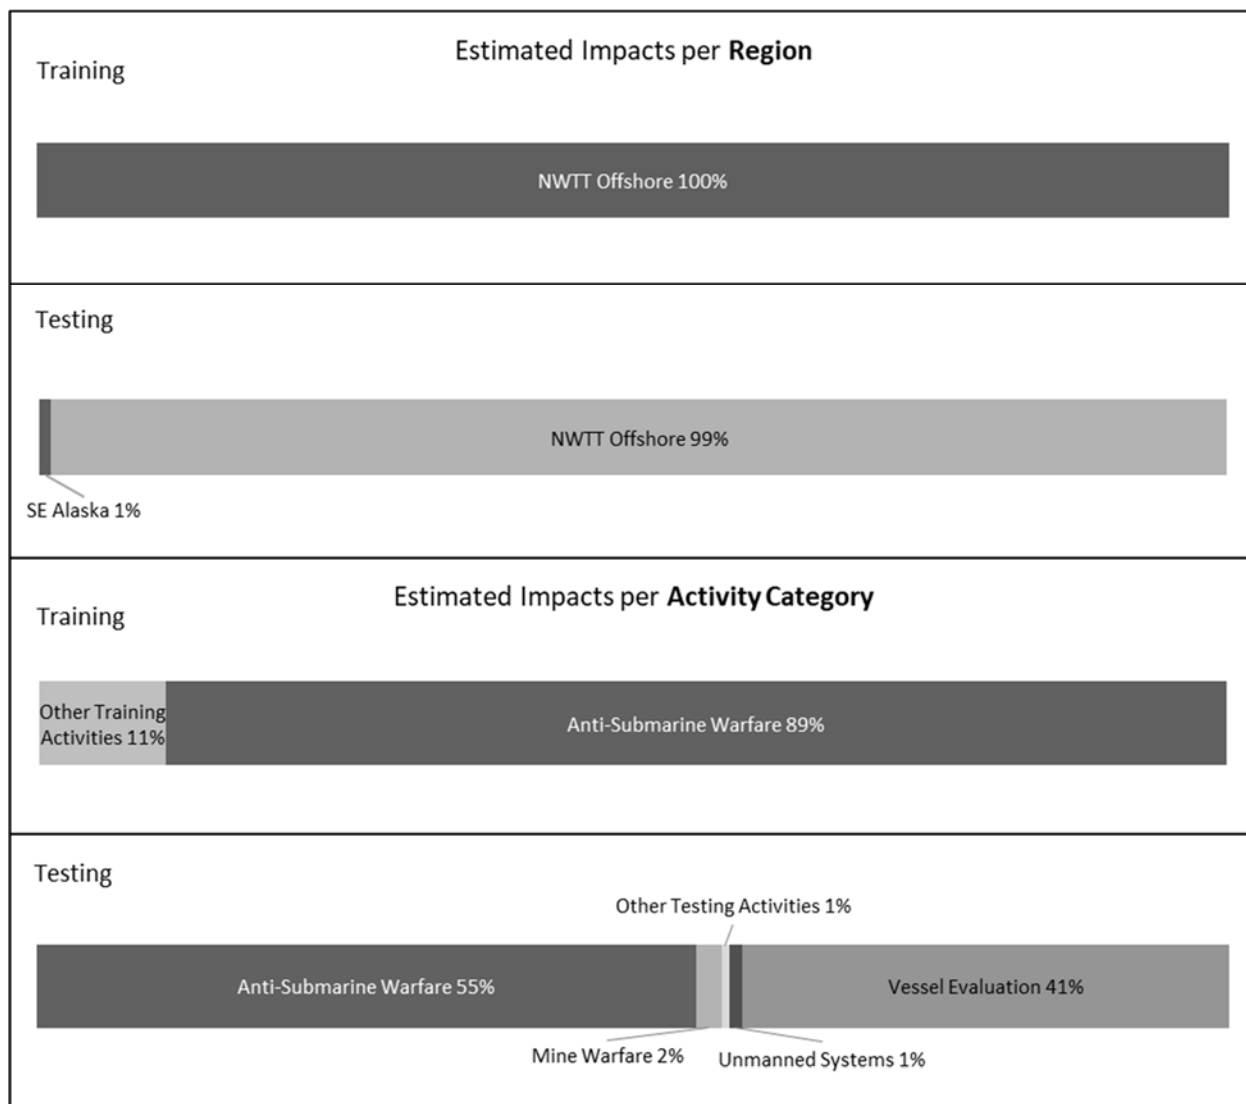 Estimated Impacts per Region
Training
NWTT Offshore 100%
Testing
NWTT Offshore 99%
SE Alaska 1%
Estimated Impacts per Activity Category
Training
Other Training
Activities 11%
Anti-Submarine Warfare 89%
Testing
Other Testing Activities 1%
Anti-Submarine Warfare 55%
Vessel Evaluation 41%
Mine Warfare 2%
Unmanned Systems 1%